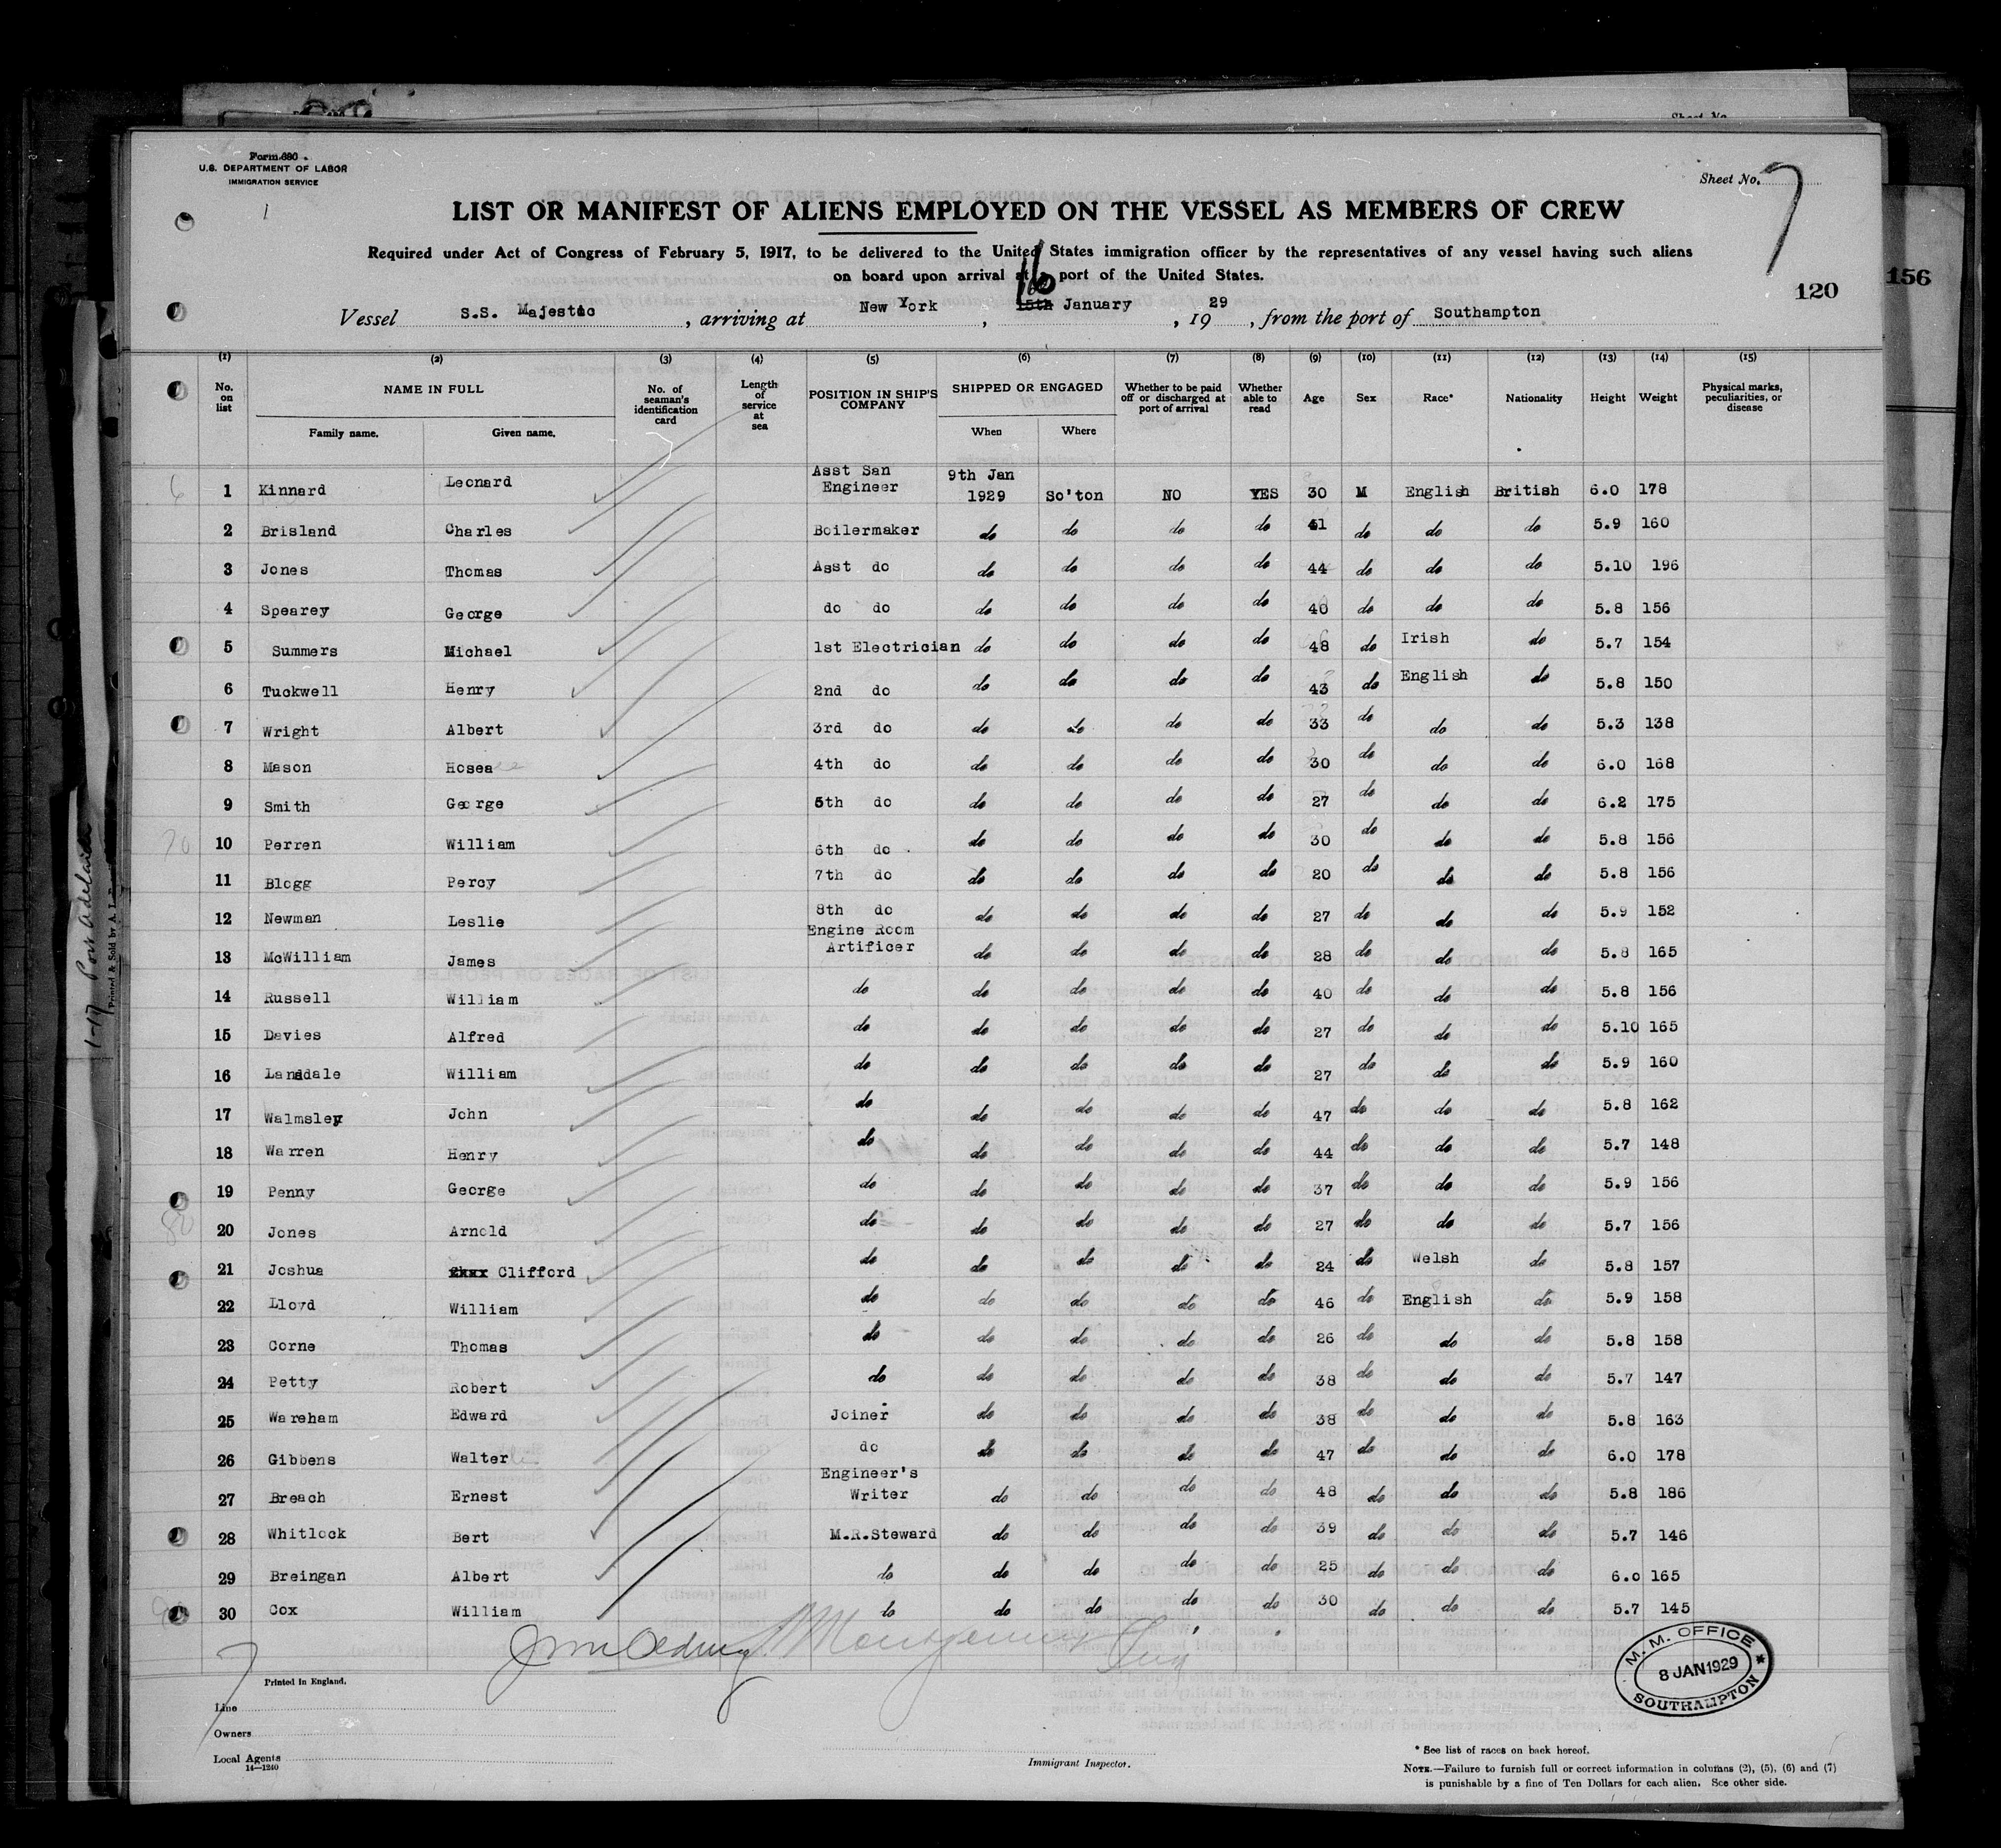 Sheet No.
Form 680
U.S. DEPARTMENT OF LABOR
IMMIGRATION SERVICE
Sheet No. 7
LIST OR MANIFEST OF ALIENS EMPLOYED ON THE VESSEL AS MEMBERS OF CREW
Required under Act of Congress of February 5, 1917, to be delivered to the United States immigration officer by the representatives of any vessel having such aliens
on board upon arrival at a port of the United States.
156
120
Vessel S.S. Majestic, arriving at New York, 15th 16 January, 1929, from the port of Southampton
(1) (2) (3) (4) (5) (6) (7) (8) (9) (10) (11) (12) (13) (14) (15)
No. on list NAME IN FULL Family name. Given name. No. of seaman's identification card Length of service at sea POSITION IN SHIP'S COMPANY SHIPPED OR ENGAGED When Where Whether to be paid off or discharged at port of arrival Whether able to read Age Sex Race* Nationality Height Weight Physical marks, peculiarities, or disease
1 Kinnard Leonard Asst San Engineer 9th Jan 1929 So'ton NO YES 30 M English British 6.0 178
2 Brisland Charles Boilermaker do do do do 41 do do do 5.9 160
3 Jones Thomas Asst do do do do do 44 do do do 5.10 196
4 Spearey George do do do do do do 40 do do do 5.8 156
5 Summers Michael 1st Electrician do do do do 48 do Irish do 5.7 154
6 Tuckwell Henry 2nd do do do do do 43 do English do 5.8 150
7 Wright Albert 3rd do do do do do 33 do do do 5.3 138
8 Mason Hosea 4th do do do do do 30 do do do 6.0 168
9 Smith George 5th do do do do do 27 do do do 6.2 175
10 Perren William 6th do do do do do 30 do do do 5.8 156
11 Blogg Percy 7th do do do do do 20 do do do 5.8 156
12 Newman Leslie 8th do do do do do 27 do do do 5.9 152
13 McWilliam James Engine Room Artificer do do do do 28 do do do 5.8 165
14 Russell William do do do do do 40 do do do 5.8 156
15 Davies Alfred do do do do do 27 do do do 5.10 165
16 Lansdale William do do do do do 27 do do do 5.9 160
17 Walmsley John do do do do do 47 do do do 5.8 162
18 Warren Henry do do do do do 44 do do do 5.7 148
19 Penny George do do do do do 37 do do do 5.9 156
20 Jones Arnold do do do do do 27 do do do 5.7 156
21 Joshua Clifford do do do do do 24 do Welsh do 5.8 157
22 Lloyd William do do do do do 46 do English do 5.9 158
23 Corne Thomas do do do do do 26 do do do 5.8 158
24 Petty Robert do do do do do 38 do do do 5.7 147
25 Wareham Edward Joiner do do do do 38 do do do 5.8 163
26 Gibbens Walter do do do do do 47 do do do 6.0 178
27 Breach Ernest Engineer's Writer do do do do 48 do do do 5.8 186
28 Whitlock Bert M.R.Steward do do do do 39 do do do 5.7 146
29 Breingan Albert do do do do do 25 do do do 6.0 165
30 Cox William do do do do do 30 do do do 5.7 145
M. M. OFFICE
8 JAN 1929
SOUTHAMPTON
Printed in England.
Line
Owners
Local Agents
14—1240
Immigrant Inspector.
* See list of races on back hereof.
NOTE.—Failure to furnish full or correct information in columns (2), (5), (6) and (7)
is punishable by a fine of Ten Dollars for each alien. See other side.
1-17 Port Adelaide
Printed & Sold by A.